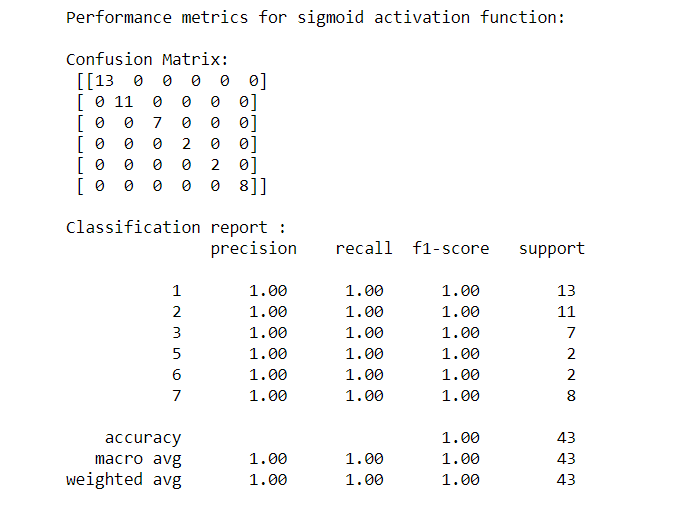 Performance metrics for sigmoid activation function:
Confusion Matrix:
[[13 0 0 0 0 0]
[ 0 11 0 0 0 0]
[ 0 0 7 0 0 0]
[ 0 0 0 2 0 0]
[ 0 0 0 0 2 0]
[ 0 0 0 0 0 8]]
Classification report :
precision recall f1-score support
1 1.00 1.00 1.00 13
2 1.00 1.00 1.00 11
3 1.00 1.00 1.00 7
5 1.00 1.00 1.00 2
6 1.00 1.00 1.00 2
7 1.00 1.00 1.00 8
accuracy 1.00 43
macro avg 1.00 1.00 1.00 43
weighted avg 1.00 1.00 1.00 43